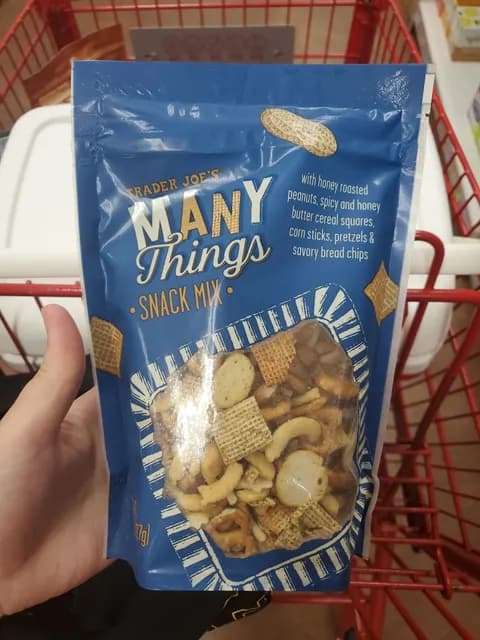 TRADER JOE'S
MANY
Things
• SNACK MIX •
with honey roasted
peanuts, spicy and honey
butter cereal squares,
corn sticks, pretzels &
savory bread chips